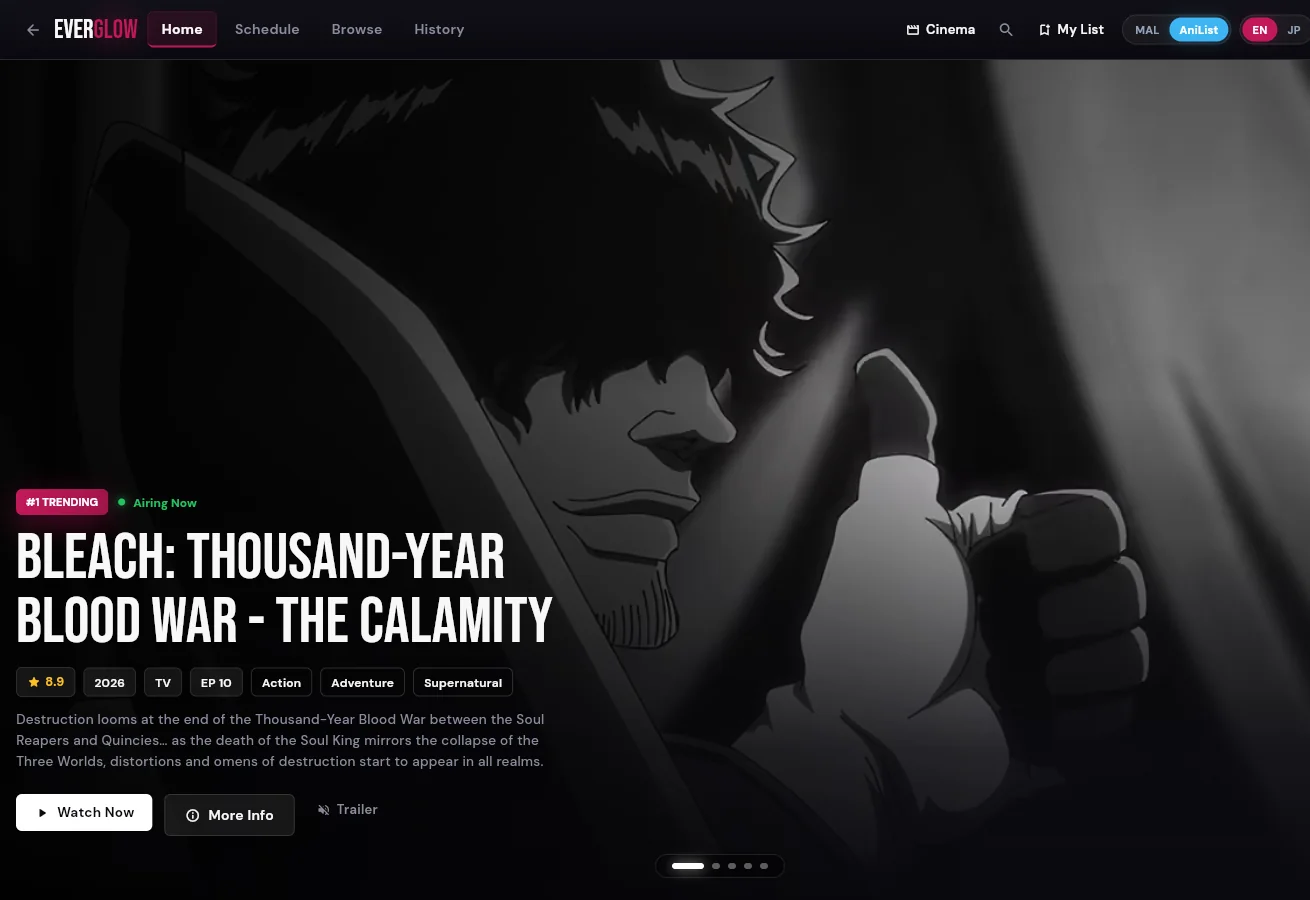 EVERGLOW
Home
Schedule
Browse
History
Cinema
My List
MAL
AniList
EN
JP
#1 TRENDING
Airing Now
BLEACH: THOUSAND-YEAR
BLOOD WAR - THE CALAMITY
8.9
2026
TV
EP 10
Action
Adventure
Supernatural
Destruction looms at the end of the Thousand-Year Blood War between the Soul
Reapers and Quincies... as the death of the Soul King mirrors the collapse of the
Three Worlds, distortions and omens of destruction start to appear in all realms.
Watch Now
More Info
Trailer